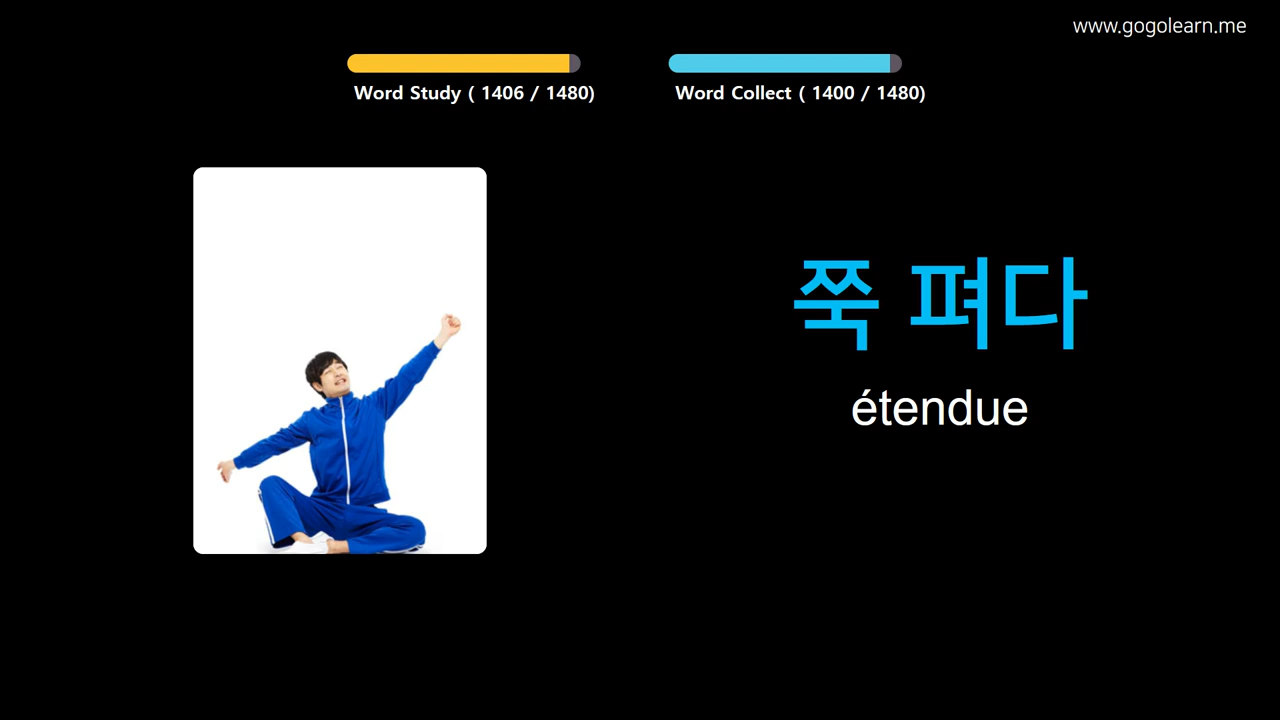 www.gogolearn.me
Word Study ( 1406 / 1480)
Word Collect ( 1400 / 1480)
쭉 펴다
étendue